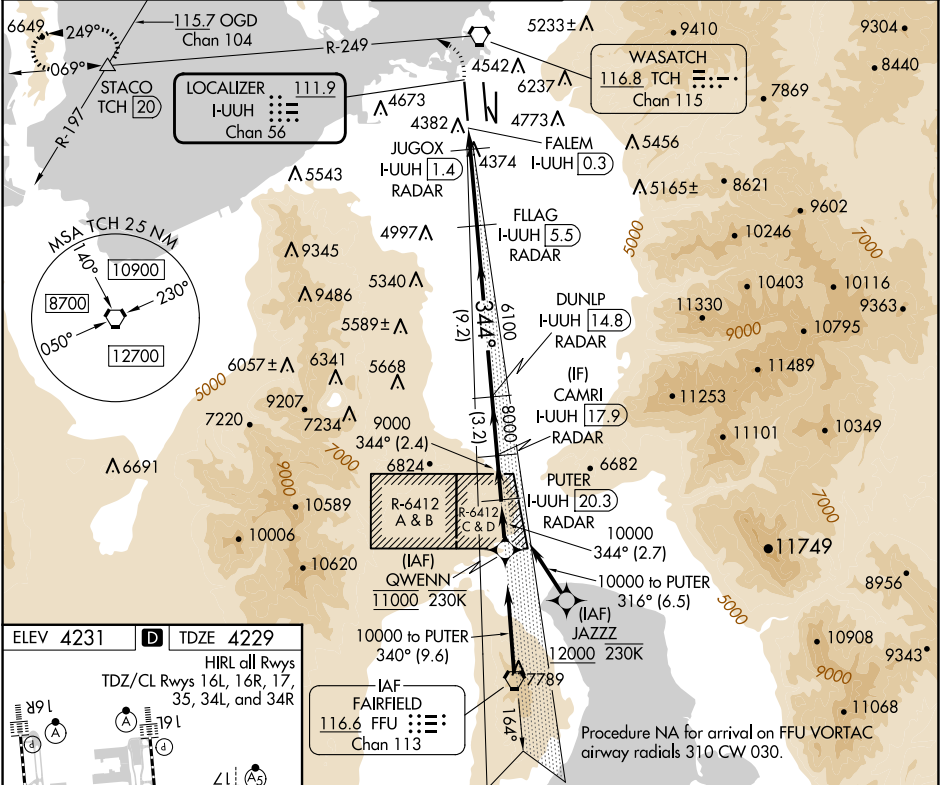 6649
249°
069°
115.7 OGD
Chan 104
R-249
STACO
TCH 20
R-197
LOCALIZER 111.9
I-UUH
Chan 56
5233±
9410
9304
WASATCH
116.8 TCH
Chan 115
8440
7869
4542
6237
4673
4382
4773
N
JUGOX
I-UUH 1.4
RADAR
4374
FALEM
I-UUH 0.3
5456
5543
5165±
8621
9602
10246
5000
7000
MSA TCH 25 NM
140°
10900
8700
230°
050°
12700
4997
FLLAG
I-UUH 5.5
RADAR
9345
9486
5340
5589±
344°
(9.2)
6100
DUNLP
I-UUH 14.8
RADAR
11330
10403
10116
9363
9000
10795
11489
6057±
6341
5668
5000
9207
7220
7234
7000
(3.2)
8000
(IF)
CAMRI
I-UUH 17.9
RADAR
11253
11101
10349
9000
344° (2.4)
6824
6691
9000
6682
PUTER
I-UUH 20.3
RADAR
R-6412
A & B
R-6412
C & D
10589
10006
10620
10000
344° (2.7)
7000
11749
(IAF)
QWENN
11000 230K
10000 to PUTER
316° (6.5)
8956
(IAF)
JAZZZ
12000 230K
5000
10000 to PUTER
340° (9.6)
7789
10908
9343
9000
11068
IAF
FAIRFIELD
116.6 FFU
Chan 113
164°
Procedure NA for arrival on FFU VORTAC
airway radials 310 CW 030.
ELEV 4231 D TDZE 4229
HIRL all Rwys
TDZ/CL Rwys 16L, 16R, 17,
35, 34L, and 34R
16R
A
P
A
16L
P
17
A5